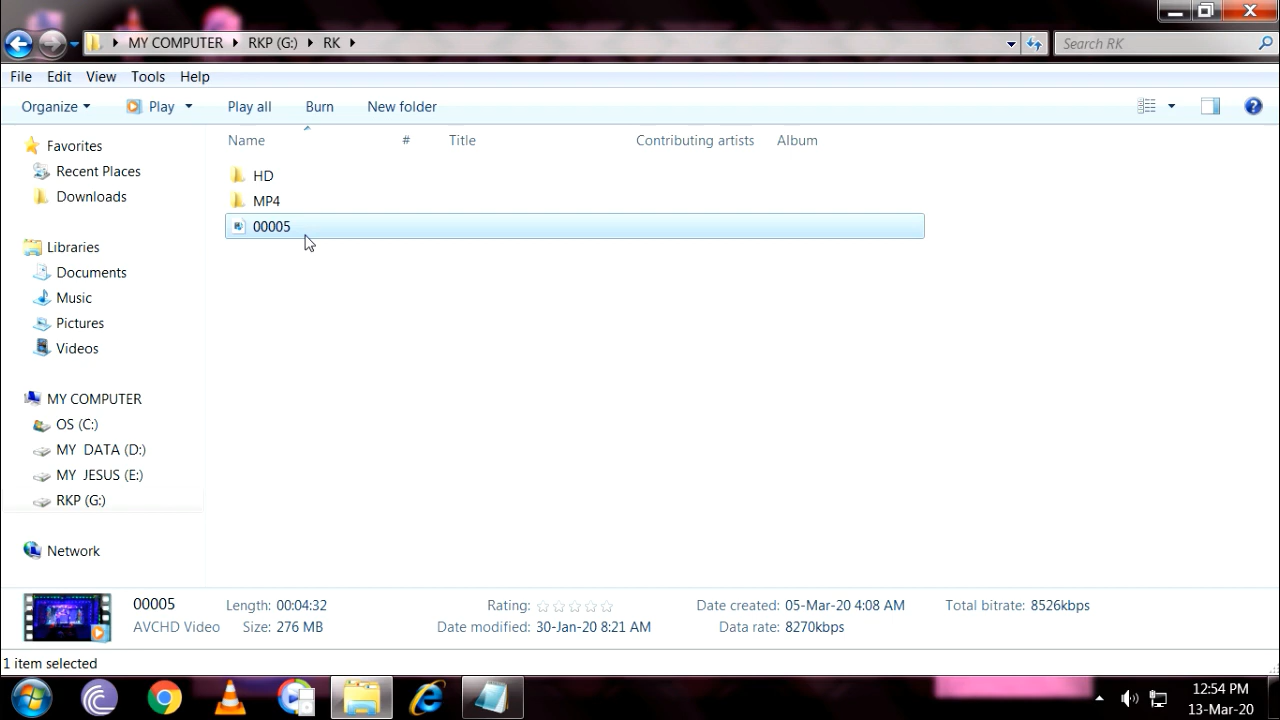 MY COMPUTER RKP (G:) RK
Search RK
File Edit View Tools Help
Organize Play Play all Burn New folder
Name # Title Contributing artists Album
Favorites
Recent Places
Downloads
Libraries
Documents
Music
Pictures
Videos
MY COMPUTER
OS (C:)
MY DATA (D:)
MY JESUS (E:)
RKP (G:)
Network
HD
MP4
00005
00005 Length: 00:04:32 Rating: Date created: 05-Mar-20 4:08 AM Total bitrate: 8526kbps
AVCHD Video Size: 276 MB Date modified: 30-Jan-20 8:21 AM Data rate: 8270kbps
1 item selected
12:54 PM
13-Mar-20